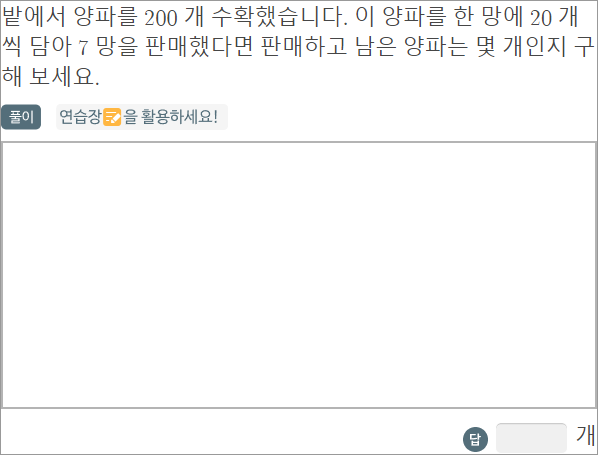 밭에서 양파를 200 개 수확했습니다. 이 양파를 한 망에 20 개
씩 담아 7 망을 판매했다면 판매하고 남은 양파는 몇 개인지 구
해 보세요.
풀이 연습장을 활용하세요!
답 개